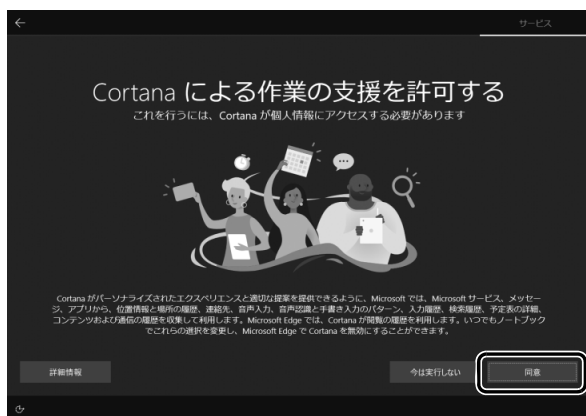 サービス
Cortana による作業の支援を許可する
これを行うには、Cortana が個人情報にアクセスする必要があります
Cortana がパーソナライズされたエクスペリエンスと適切な提案を提供できるように、Microsoft では、Microsoft サービス、メッセー
ジ、アプリから、位置情報と場所の履歴、連絡先、音声入力、音声認識と手書き入力のパターン、入力履歴、検索履歴、予定表の詳細、
コンテンツおよび通信の履歴を収集して利用します。Microsoft Edge では、Cortana が閲覧の履歴を利用します。いつでもノートブック
でこれらの選択を変更し、Microsoft Edge で Cortana を無効にすることができます。
詳細情報
今は実行しない
同意